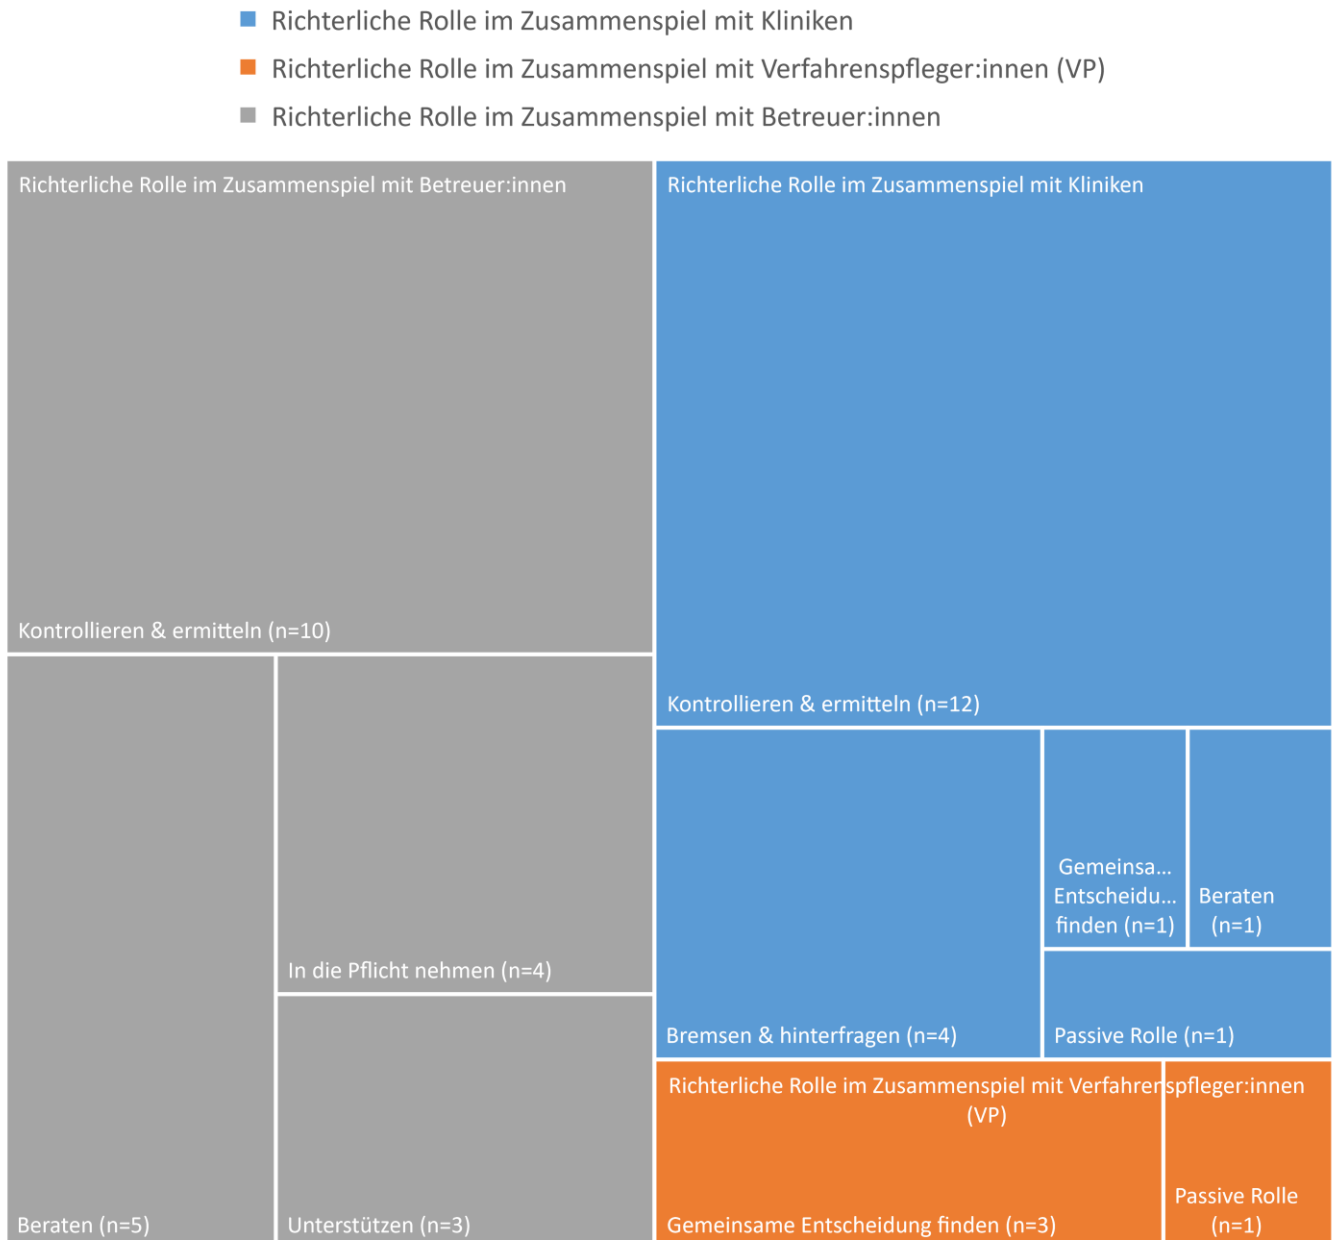 Richterliche Rolle im Zusammenspiel mit Kliniken
Richterliche Rolle im Zusammenspiel mit Verfahrenspfleger:innen (VP)
Richterliche Rolle im Zusammenspiel mit Betreuer:innen
Richterliche Rolle im Zusammenspiel mit Betreuer:innen
Kontrollieren & ermitteln (n=10)
Beraten (n=5)
In die Pflicht nehmen (n=4)
Unterstützen (n=3)
Richterliche Rolle im Zusammenspiel mit Kliniken
Kontrollieren & ermitteln (n=12)
Bremsen & hinterfragen (n=4)
Gemeinsa...
Entscheidu...
finden (n=1)
Beraten
(n=1)
Passive Rolle (n=1)
Richterliche Rolle im Zusammenspiel mit Verfahrenspfleger:innen
(VP)
Gemeinsame Entscheidung finden (n=3)
Passive Rolle
(n=1)